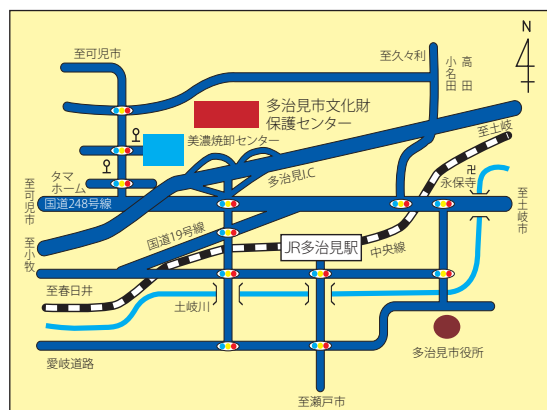 至可児市
至久々利
高田
小名田
N
多治見市文化財
保護センター
美濃焼卸センター
至土岐
タマ
ホーム
多治見I.C
卍
永保寺
至可児市
国道248号線
至土岐市
国道19号線
至小牧
JR多治見駅
中央線
至春日井
土岐川
愛岐道路
多治見市役所
至瀬戸市